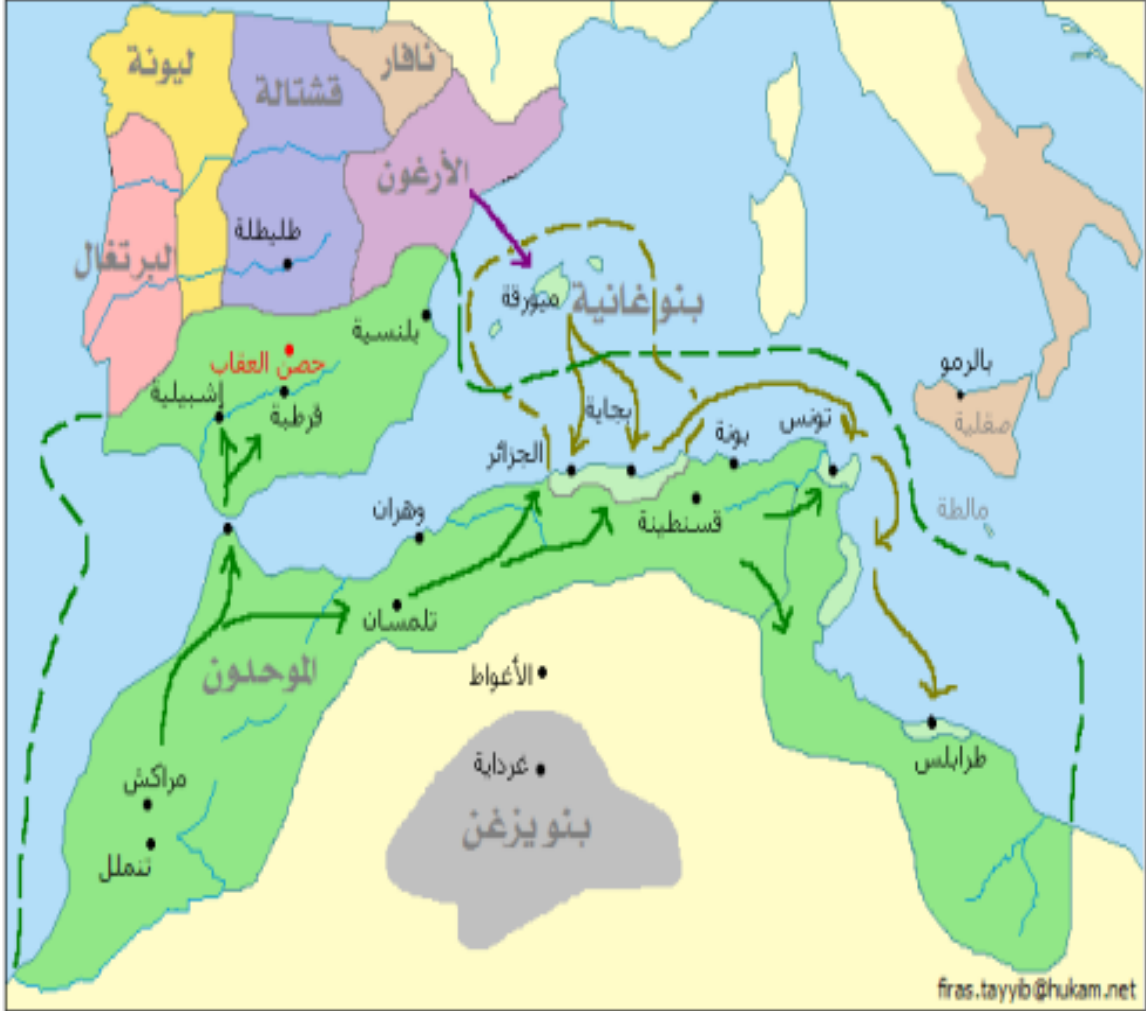 ليونة
قشتالة
نافار
الأرغون
البرتغال
طليطلة
ميورقة
بنو غانية
بلنسية
حصن العقاب
إشبيلية
قرطبة
بالرمو
صقلية
مالطة
الجزائر
بجاية
بونة
تونس
وهران
قسنطينة
تلمسان
الموحدون
الأغواط
غرداية
بنو يزغن
مراكش
تنملل
طرابلس
firas.tayyib@hukam.net